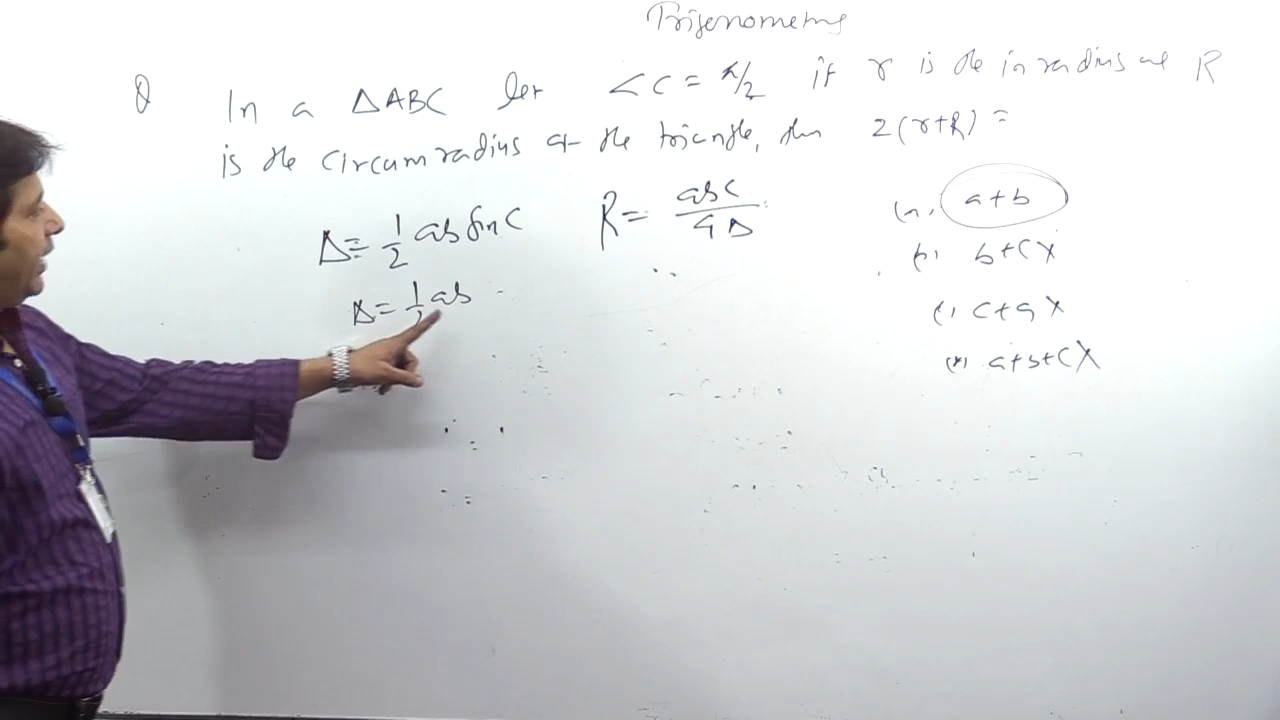 Trigonometry
Q In a △ABC let ∠C = π/2 if r is the inradius and R
is the circumradius of the triangle, then 2(r+R) =
Δ = 1/2 ab sin C
R = abc/4Δ
(a) a+b
(b) b+c X
(c) c+a X
a+b+c X
Δ = 1/2 ab